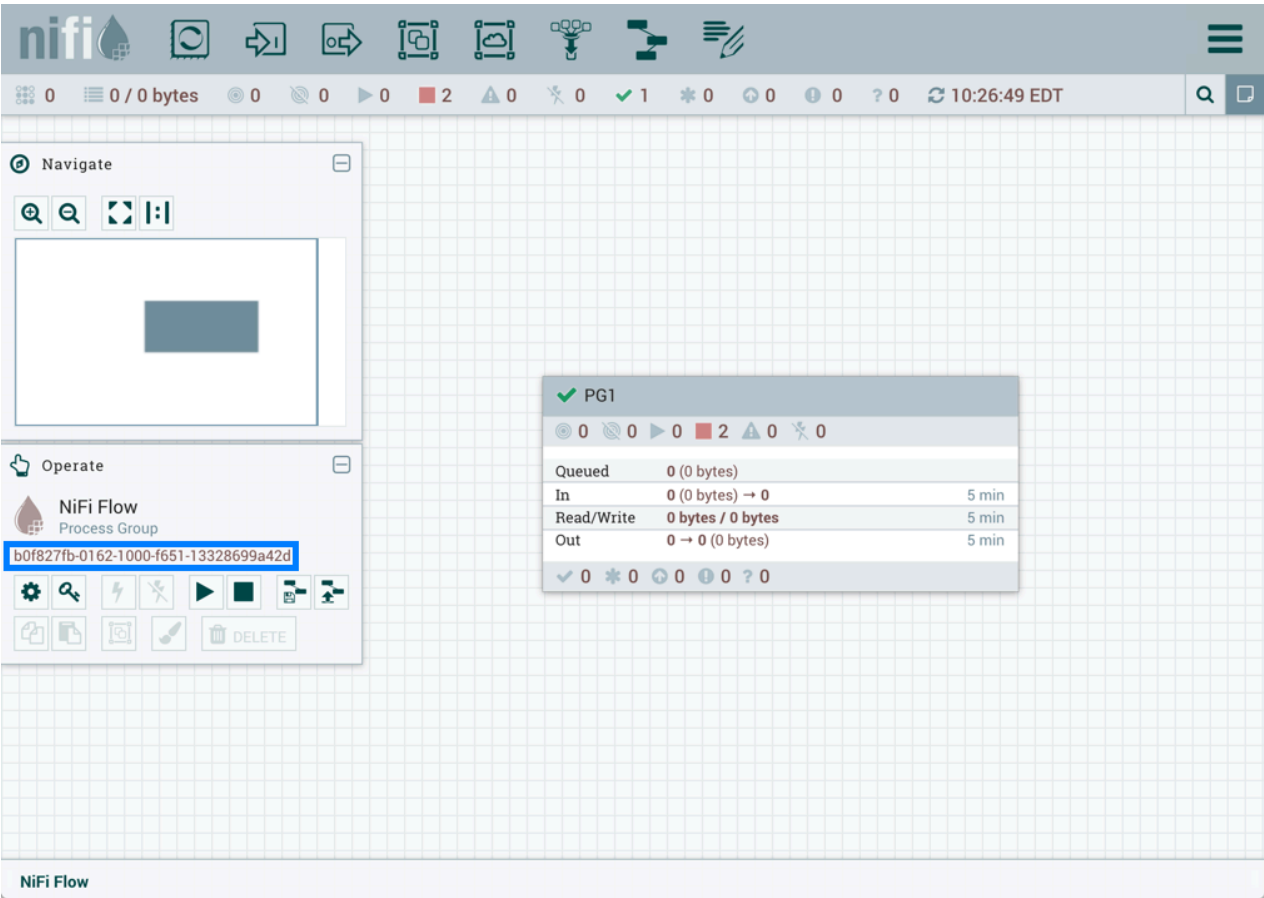 nifi
0 0 / 0 bytes 0 0 0 2 0 0 1 0 0 0 ? 0 10:26:49 EDT
Navigate
Operate
NiFi Flow
Process Group
b0f827fb-0162-1000-f651-13328699a42d
DELETE
PG1
0 0 0 2 0 0
Queued 0 (0 bytes)
In 0 (0 bytes) → 0 5 min
Read/Write 0 bytes / 0 bytes 5 min
Out 0 → 0 (0 bytes) 5 min
0 0 0 0 ? 0
NiFi Flow